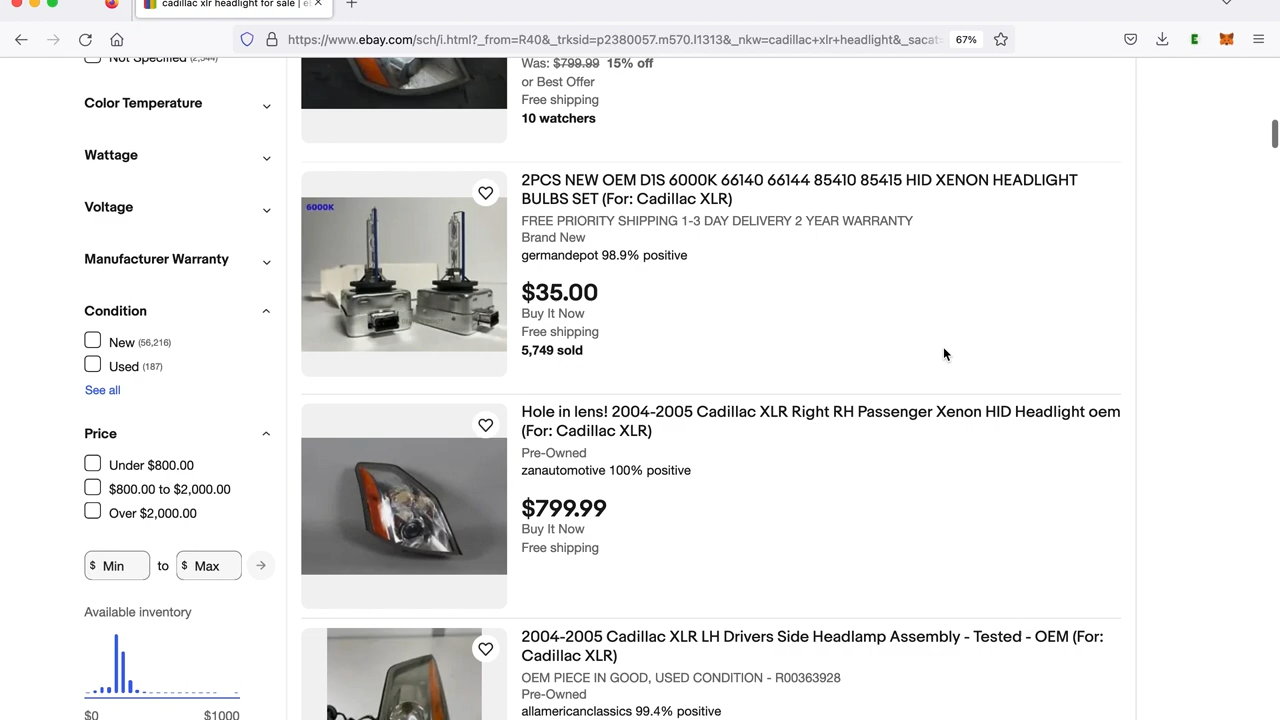 cadillac xlr headlight for sale | e
https://www.ebay.com/sch/i.html?_from=R40&_trksid=p2380057.m570.l1313&_nkw=cadillac+xlr+headlight&_sacat=
67%
Not Specified (2,544)
Color Temperature
Wattage
Voltage
Manufacturer Warranty
Condition
New (56,216)
Used (187)
See all
Price
Under $800.00
$800.00 to $2,000.00
Over $2,000.00
$ Min to $ Max
Available inventory
$0 $1000
Was: $799.99 15% off
or Best Offer
Free shipping
10 watchers
6000K
2PCS NEW OEM D1S 6000K 66140 66144 85410 85415 HID XENON HEADLIGHT
BULBS SET (For: Cadillac XLR)
FREE PRIORITY SHIPPING 1-3 DAY DELIVERY 2 YEAR WARRANTY
Brand New
germandepot 98.9% positive
$35.00
Buy It Now
Free shipping
5,749 sold
Hole in lens! 2004-2005 Cadillac XLR Right RH Passenger Xenon HID Headlight oem
(For: Cadillac XLR)
Pre-Owned
zanautomotive 100% positive
$799.99
Buy It Now
Free shipping
2004-2005 Cadillac XLR LH Drivers Side Headlamp Assembly - Tested - OEM (For:
Cadillac XLR)
OEM PIECE IN GOOD, USED CONDITION - R00363928
Pre-Owned
allamericanclassics 99.4% positive